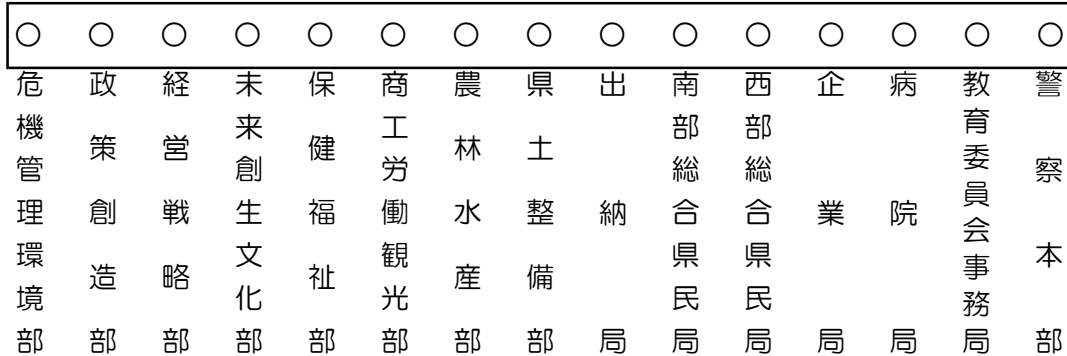 ○ ○ ○ ○ ○ ○ ○ ○ ○ ○ ○ ○ ○ ○ ○
危機管理環境部
政策創造部
経営戦略部
未来創生文化部
保健福祉部
商工労働観光部
農林水産部
県土整備部
出納局
南部総合県民局
西部総合県民局
企業局
病院局
教育委員会事務局
警察本部